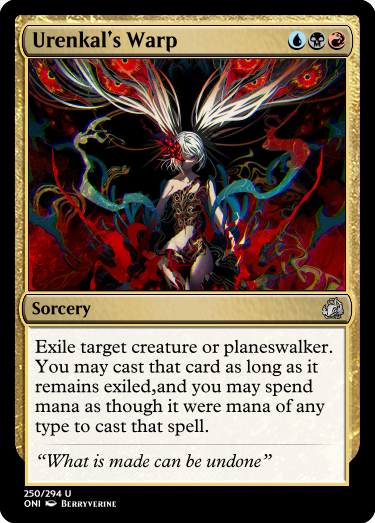 Urenkal's Warp
Sorcery
Exile target creature or planeswalker.
You may cast that card as long as it
remains exiled,and you may spend
mana as though it were mana of any
type to cast that spell.
“What is made can be undone”
250/294 U
ONI Berryverine